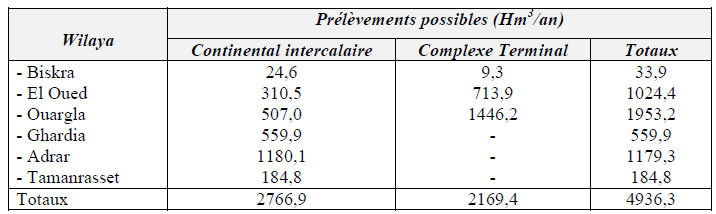 Wilaya Prélèvements possibles (Hm³/an)
Continental intercalaire Complexe Terminal Totaux
- Biskra 24,6 9,3 33,9
- El Oued 310,5 713,9 1024,4
- Ouargla 507,0 1446,2 1953,2
- Ghardia 559,9 - 559,9
- Adrar 1180,1 - 1179,3
- Tamanrasset 184,8 - 184,8
Totaux 2766,9 2169,4 4936,3